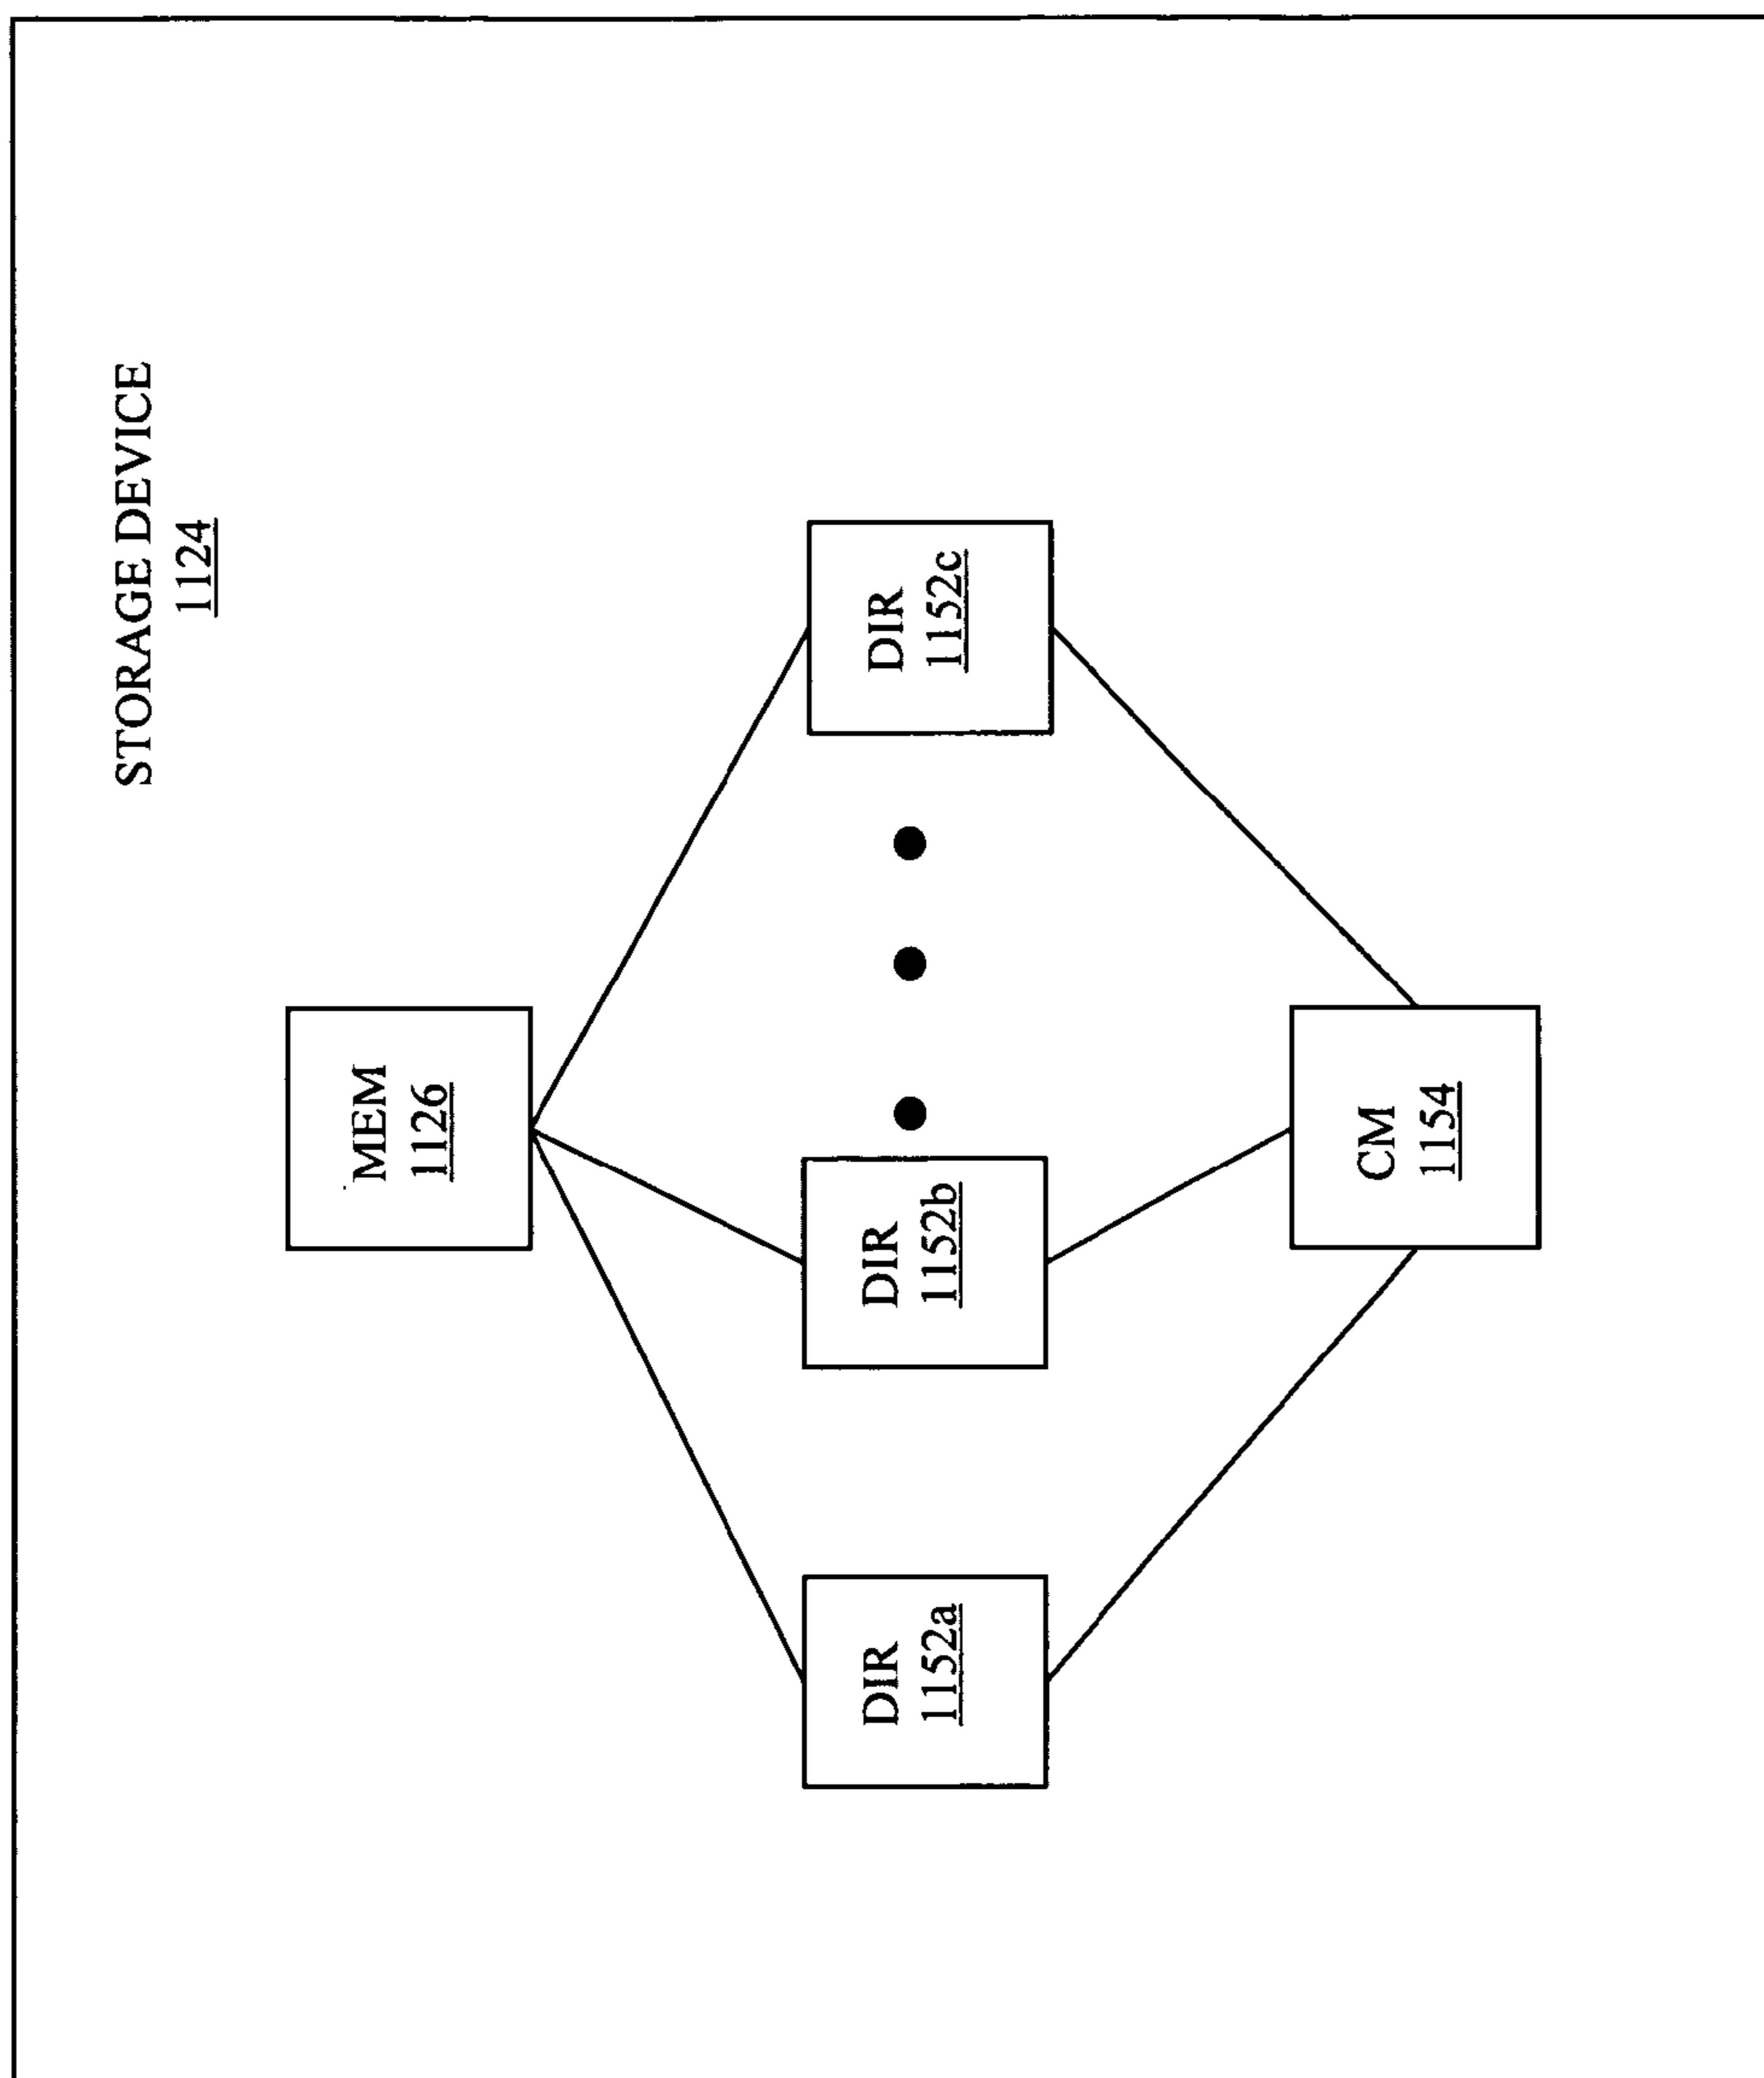 STORAGE DEVICE
1124
MEM
1126
DIR
1152a
DIR
1152b
DIR
1152c
CM
1154